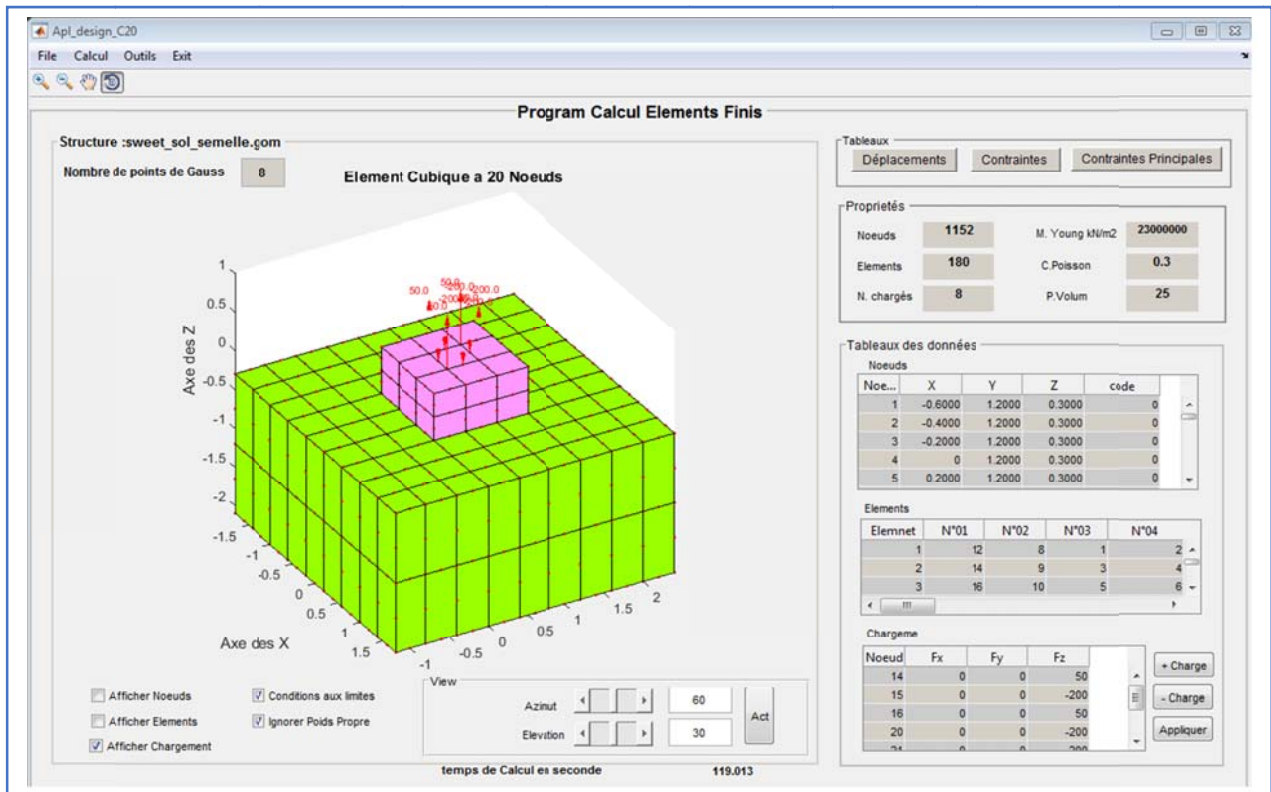 Apl_design_C20
File Calcul Outils Exit
Program Calcul Elements Finis
Structure :sweet_sol_semelle.gom
Nombre de points de Gauss 8
Element Cubique a 20 Noeuds
50.0
-200.0
Axe des Z
1
0.5
0
-0.5
-1
-1.5
-2
Axe des X
-1.5
-1
-0.5
0
0.5
1
1.5
-1
-0.5
0
05
1
1.5
2
Afficher Noeuds
Afficher Elements
Afficher Chargement
Conditions aux limites
Ignorer Poids Propre
View
Azinut 60
Elevation 30
Act
temps de Calcul es seconde 119.013
Tableaux
Déplacements Contraintes Contraintes Principales
Proprietés
Noeuds 1152 M. Young kN/m2 23000000
Elements 180 C.Poisson 0.3
N. chargés 8 P.Volum 25
Tableaux des données
Noeuds
Noe... X Y Z code
1 -0.6000 1.2000 0.3000 0
2 -0.4000 1.2000 0.3000 0
3 -0.2000 1.2000 0.3000 0
4 0 1.2000 0.3000 0
5 0.2000 1.2000 0.3000 0
Elements
Elemnet N°01 N°02 N°03 N°04
1 12 8 1 2
2 14 9 3 4
3 16 10 5 6
Chargeme
Noeud Fx Fy Fz
14 0 0 50
15 0 0 -200
16 0 0 50
20 0 0 -200
+ Charge
- Charge
Appliquer